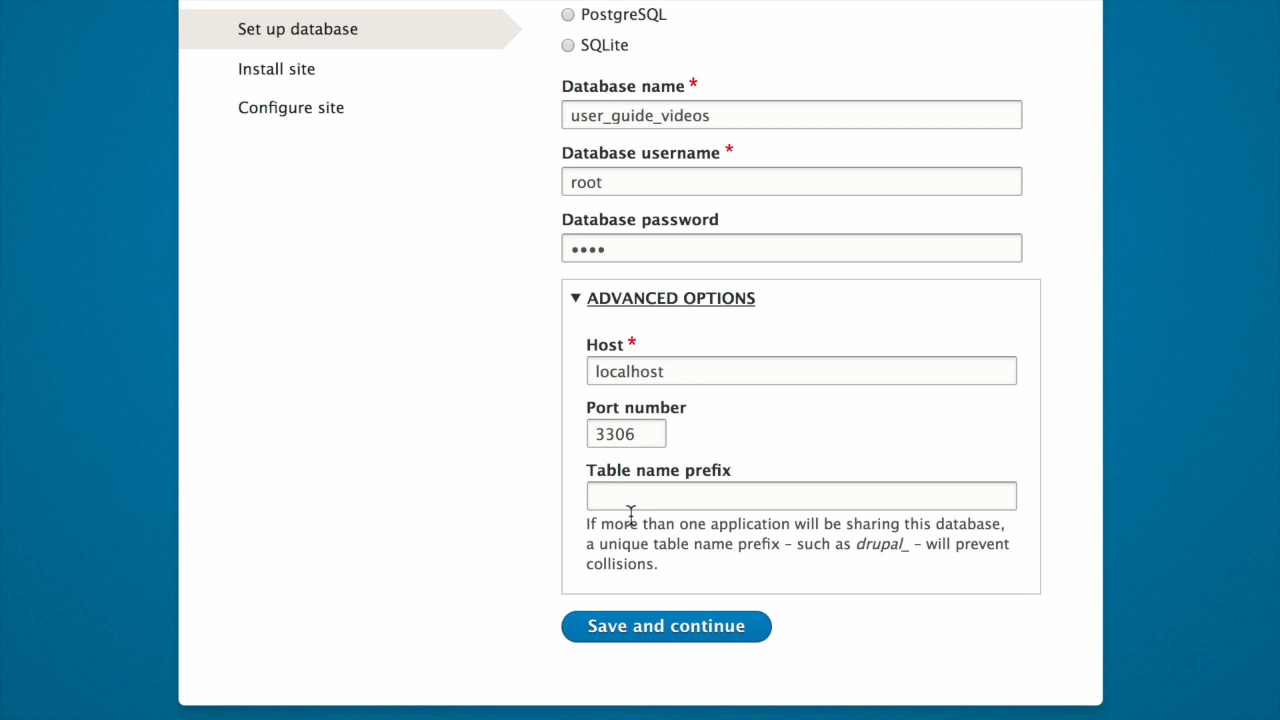 Set up database
Install site
Configure site
PostgreSQL
SQLite
Database name *
user_guide_videos
Database username *
root
Database password
••••
▼ ADVANCED OPTIONS
Host *
localhost
Port number
3306
Table name prefix
If more than one application will be sharing this database,
a unique table name prefix – such as drupal_ – will prevent
collisions.
Save and continue